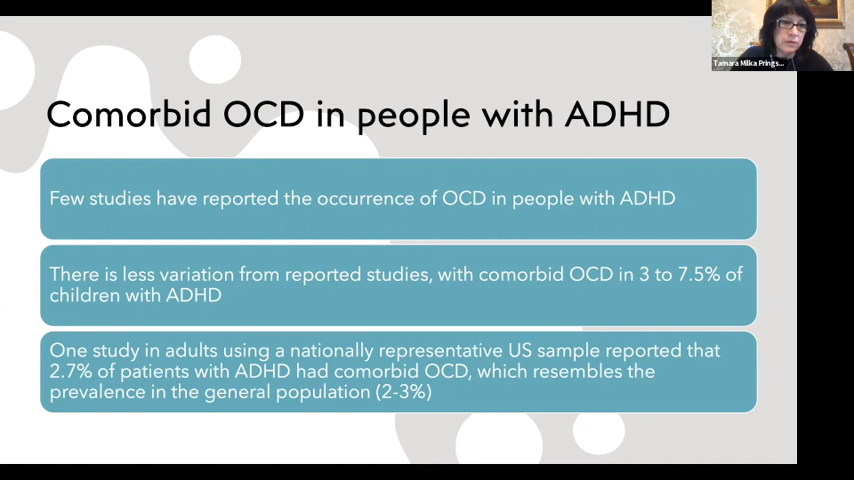 Tamara Milka Prings...
Comorbid OCD in people with ADHD
Few studies have reported the occurrence of OCD in people with ADHD
There is less variation from reported studies, with comorbid OCD in 3 to 7.5% of
children with ADHD
One study in adults using a nationally representative US sample reported that
2.7% of patients with ADHD had comorbid OCD, which resembles the
prevalence in the general population (2-3%)